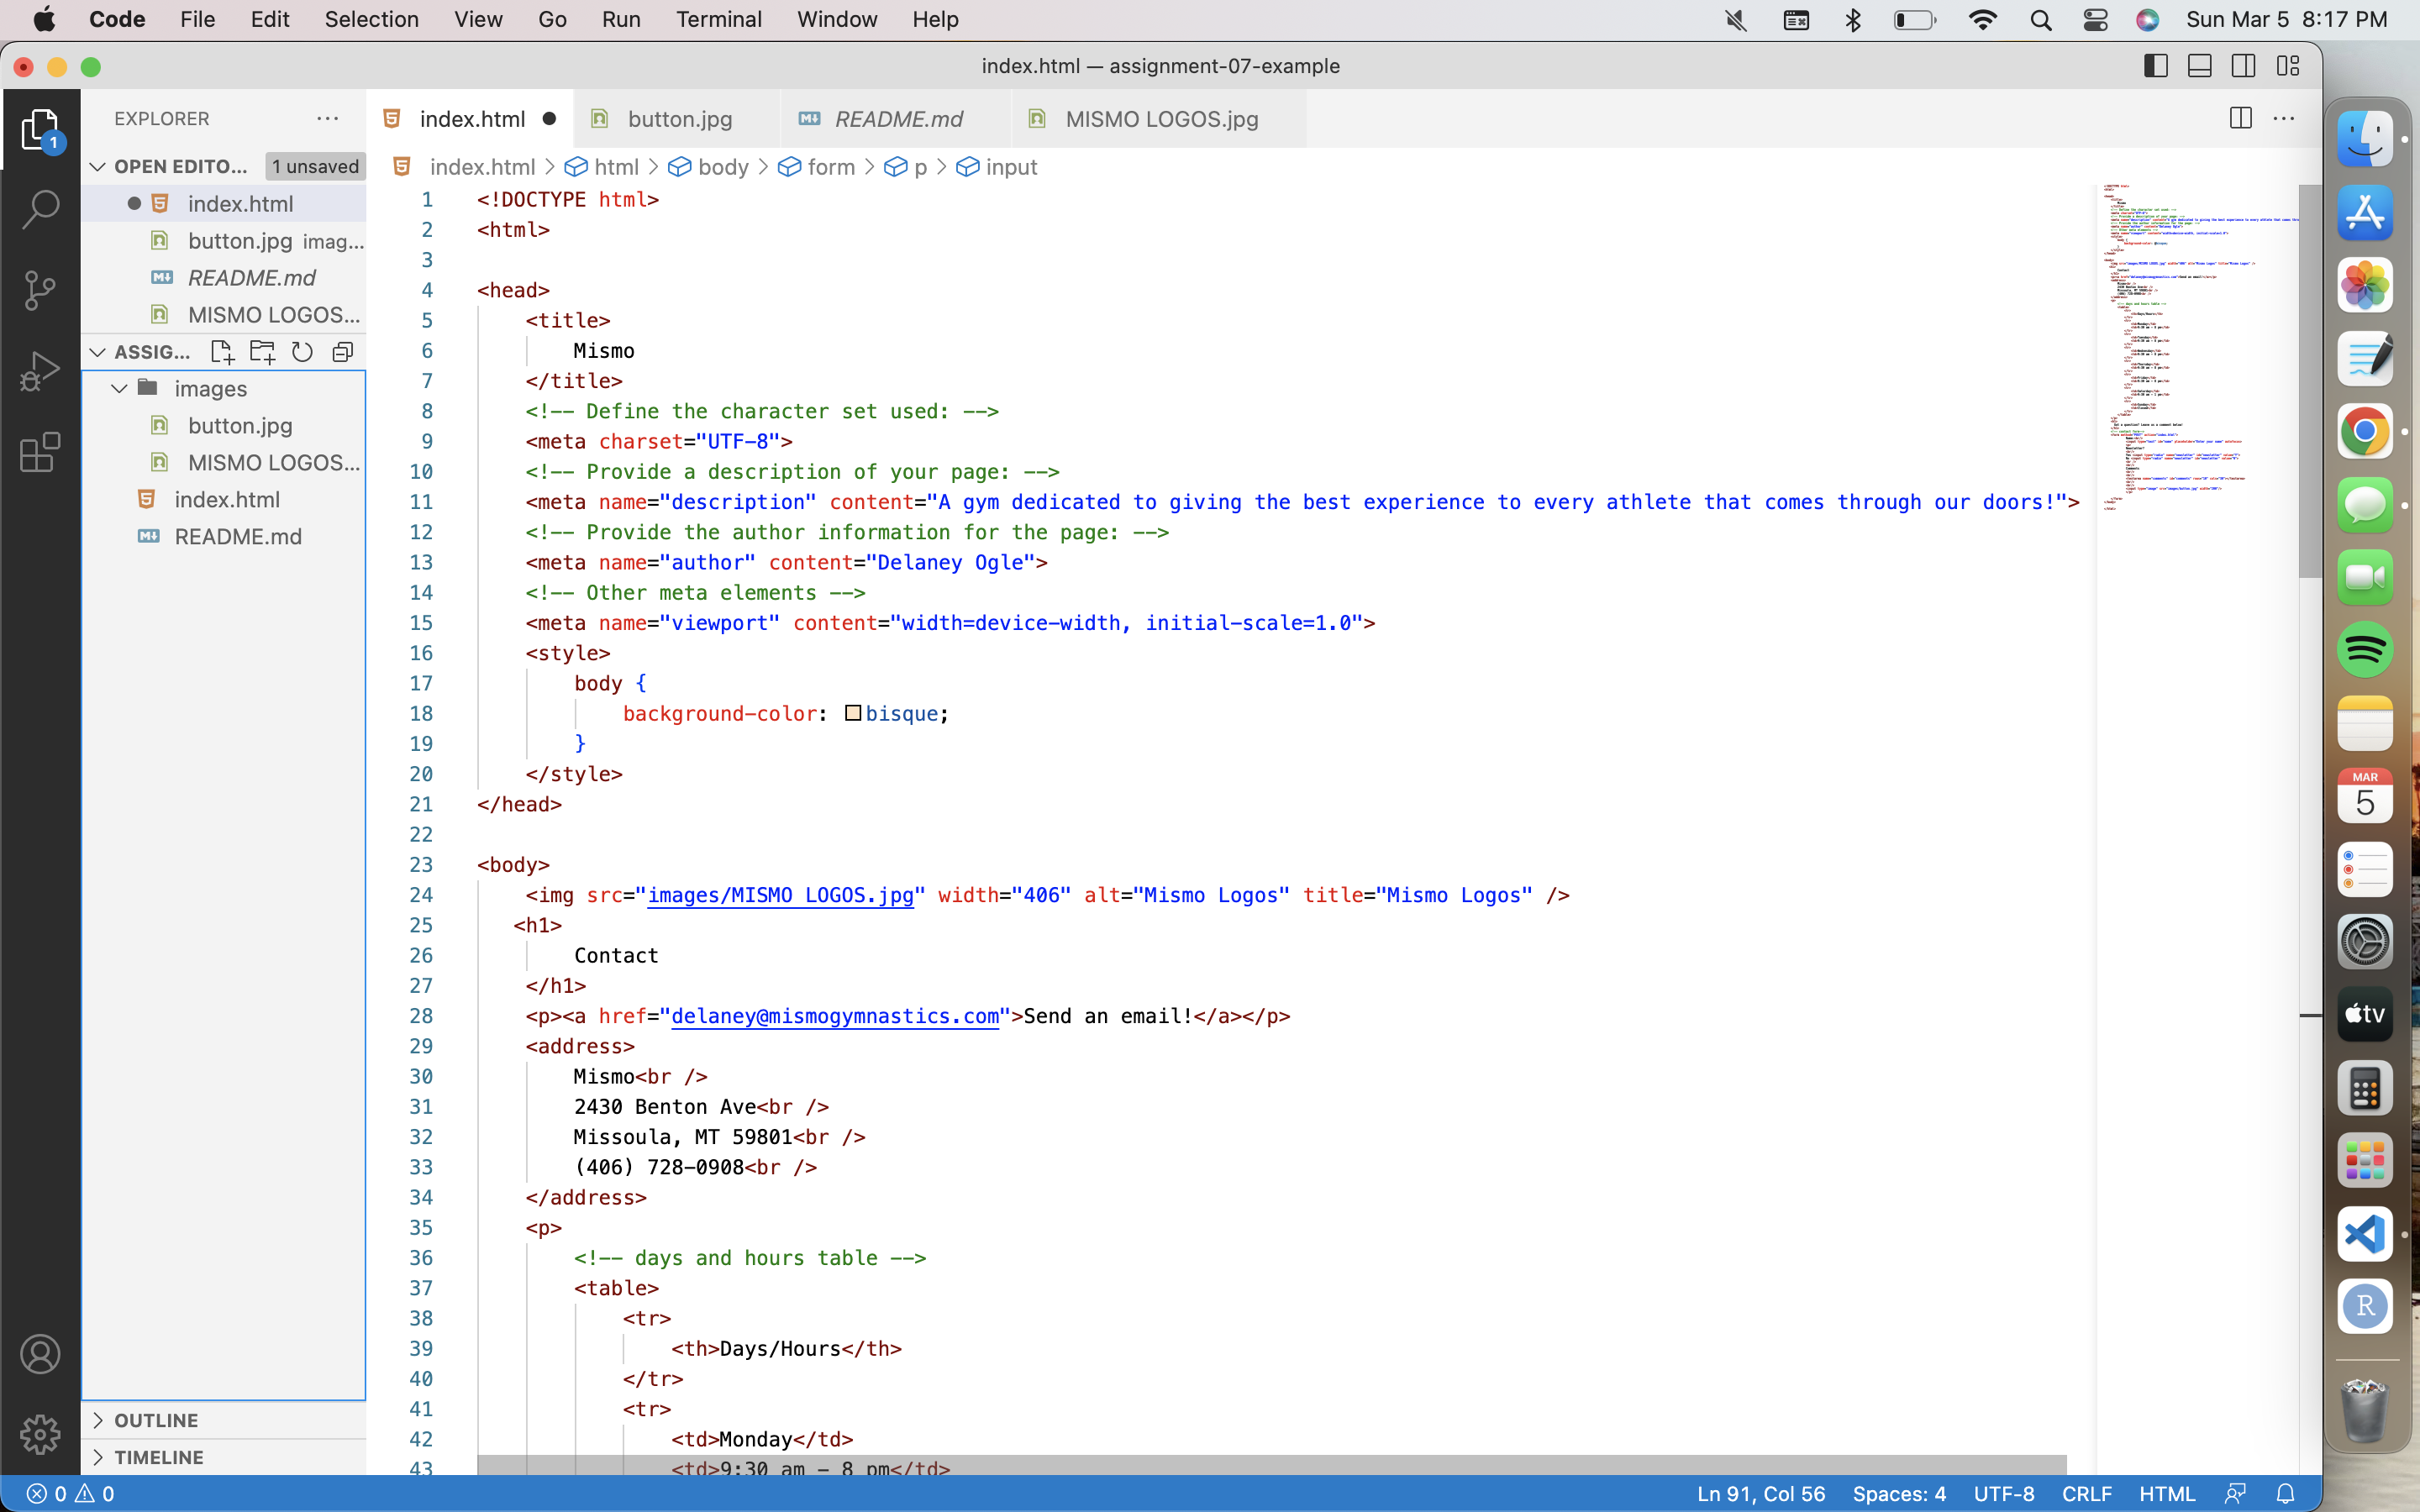 Code File Edit Selection View Go Run Terminal Window Help Sun Mar 5 8:17 PM
index.html — assignment-07-example
EXPLORER
index.html button.jpg README.md MISMO LOGOS.jpg
1
OPEN EDITO... 1 unsaved
index.html
button.jpg imag...
README.md
MISMO LOGOS...
ASSIG...
images
button.jpg
MISMO LOGOS...
index.html
README.md
OUTLINE
TIMELINE
index.html > html > body > form > p > input
1 <!DOCTYPE html>
2 <html>
3
4 <head>
5 <title>
6 Mismo
7 </title>
8 <!-- Define the character set used: -->
9 <meta charset="UTF-8">
10 <!-- Provide a description of your page: -->
11 <meta name="description" content="A gym dedicated to giving the best experience to every athlete that comes through our doors!">
12 <!-- Provide the author information for the page: -->
13 <meta name="author" content="Delaney Ogle">
14 <!-- Other meta elements -->
15 <meta name="viewport" content="width=device-width, initial-scale=1.0">
16 <style>
17 body {
18 background-color: bisque;
19 }
20 </style>
21 </head>
22
23 <body>
24 <img src="images/MISMO LOGOS.jpg" width="406" alt="Mismo Logos" title="Mismo Logos" />
25 <h1>
26 Contact
27 </h1>
28 <p><a href="delaney@mismogymnastics.com">Send an email!</a></p>
29 <address>
30 Mismo<br />
31 2430 Benton Ave<br />
32 Missoula, MT 59801<br />
33 (406) 728-0908<br />
34 </address>
35 <p>
36 <!-- days and hours table -->
37 <table>
38 <tr>
39 <th>Days/Hours</th>
40 </tr>
41 <tr>
42 <td>Monday</td>
43 <td>9:30 am - 8 pm</td>
MAR
5
tv
R
0 0 Ln 91, Col 56 Spaces: 4 UTF-8 CRLF HTML